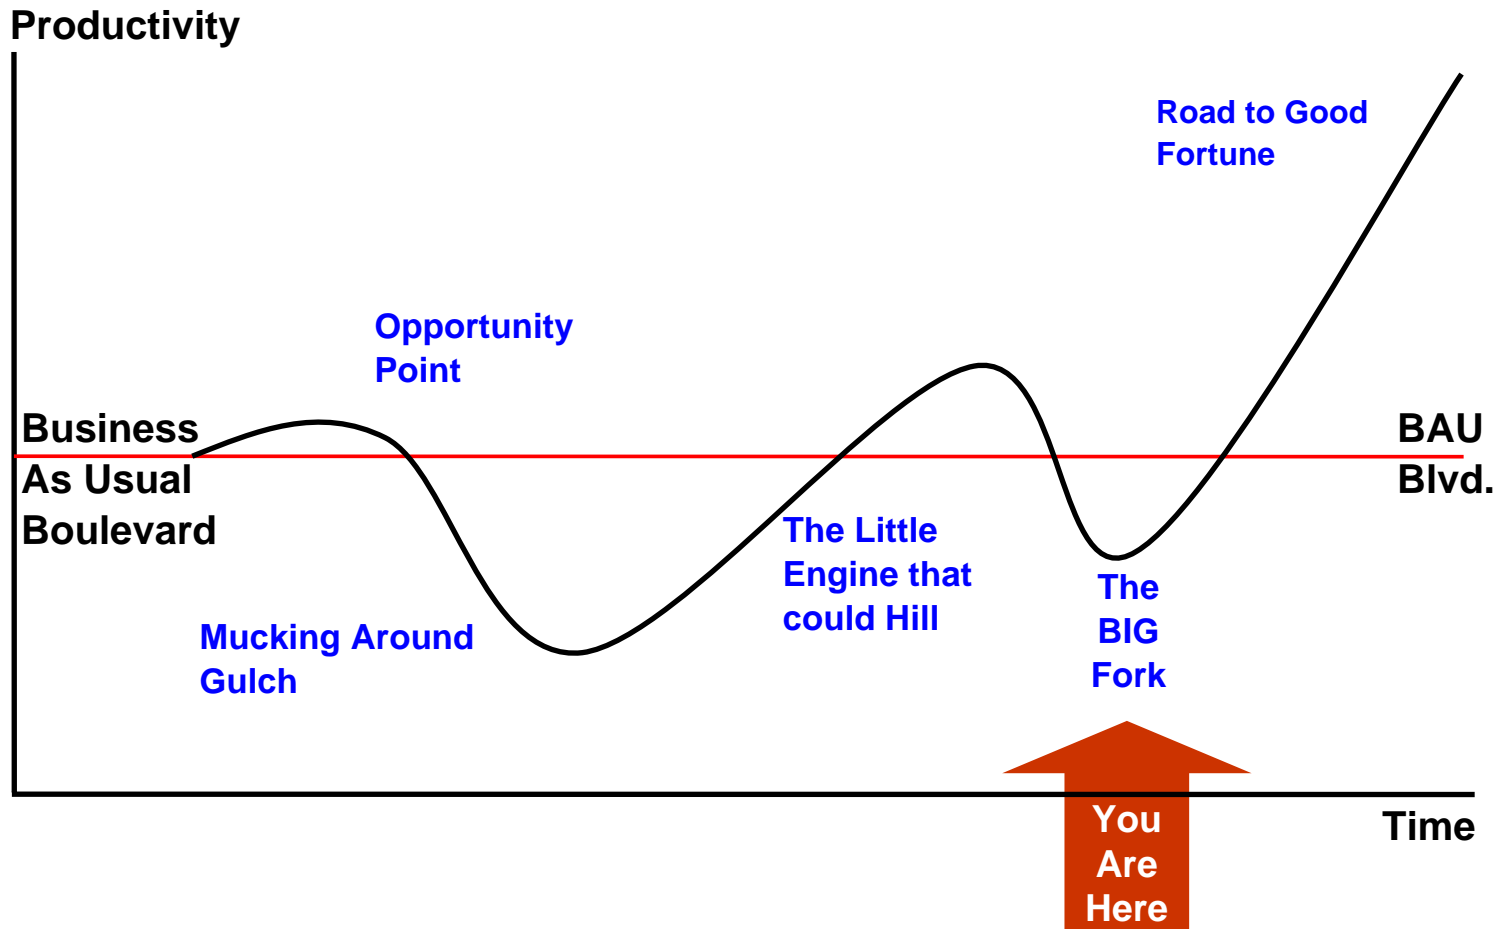 Productivity
Road to Good
Fortune
Opportunity
Point
Business
As Usual
Boulevard
BAU
Blvd.
The Little
Engine that
could Hill
The
BIG
Fork
Mucking Around
Gulch
Time
You
Are
Here